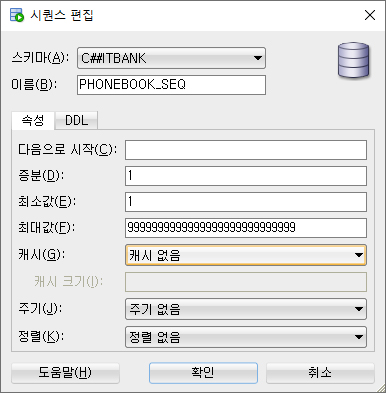 시퀀스 편집
스키마(A): C##ITBANK
이름(B): PHONEBOOK_SEQ
속성 DDL
다음으로 시작(C):
증분(D): 1
최소값(E): 1
최대값(F): 9999999999999999999999999999
캐시(G): 캐시 없음
캐시 크기(I):
주기(J): 주기 없음
정렬(K): 정렬 없음
도움말(H) 확인 취소